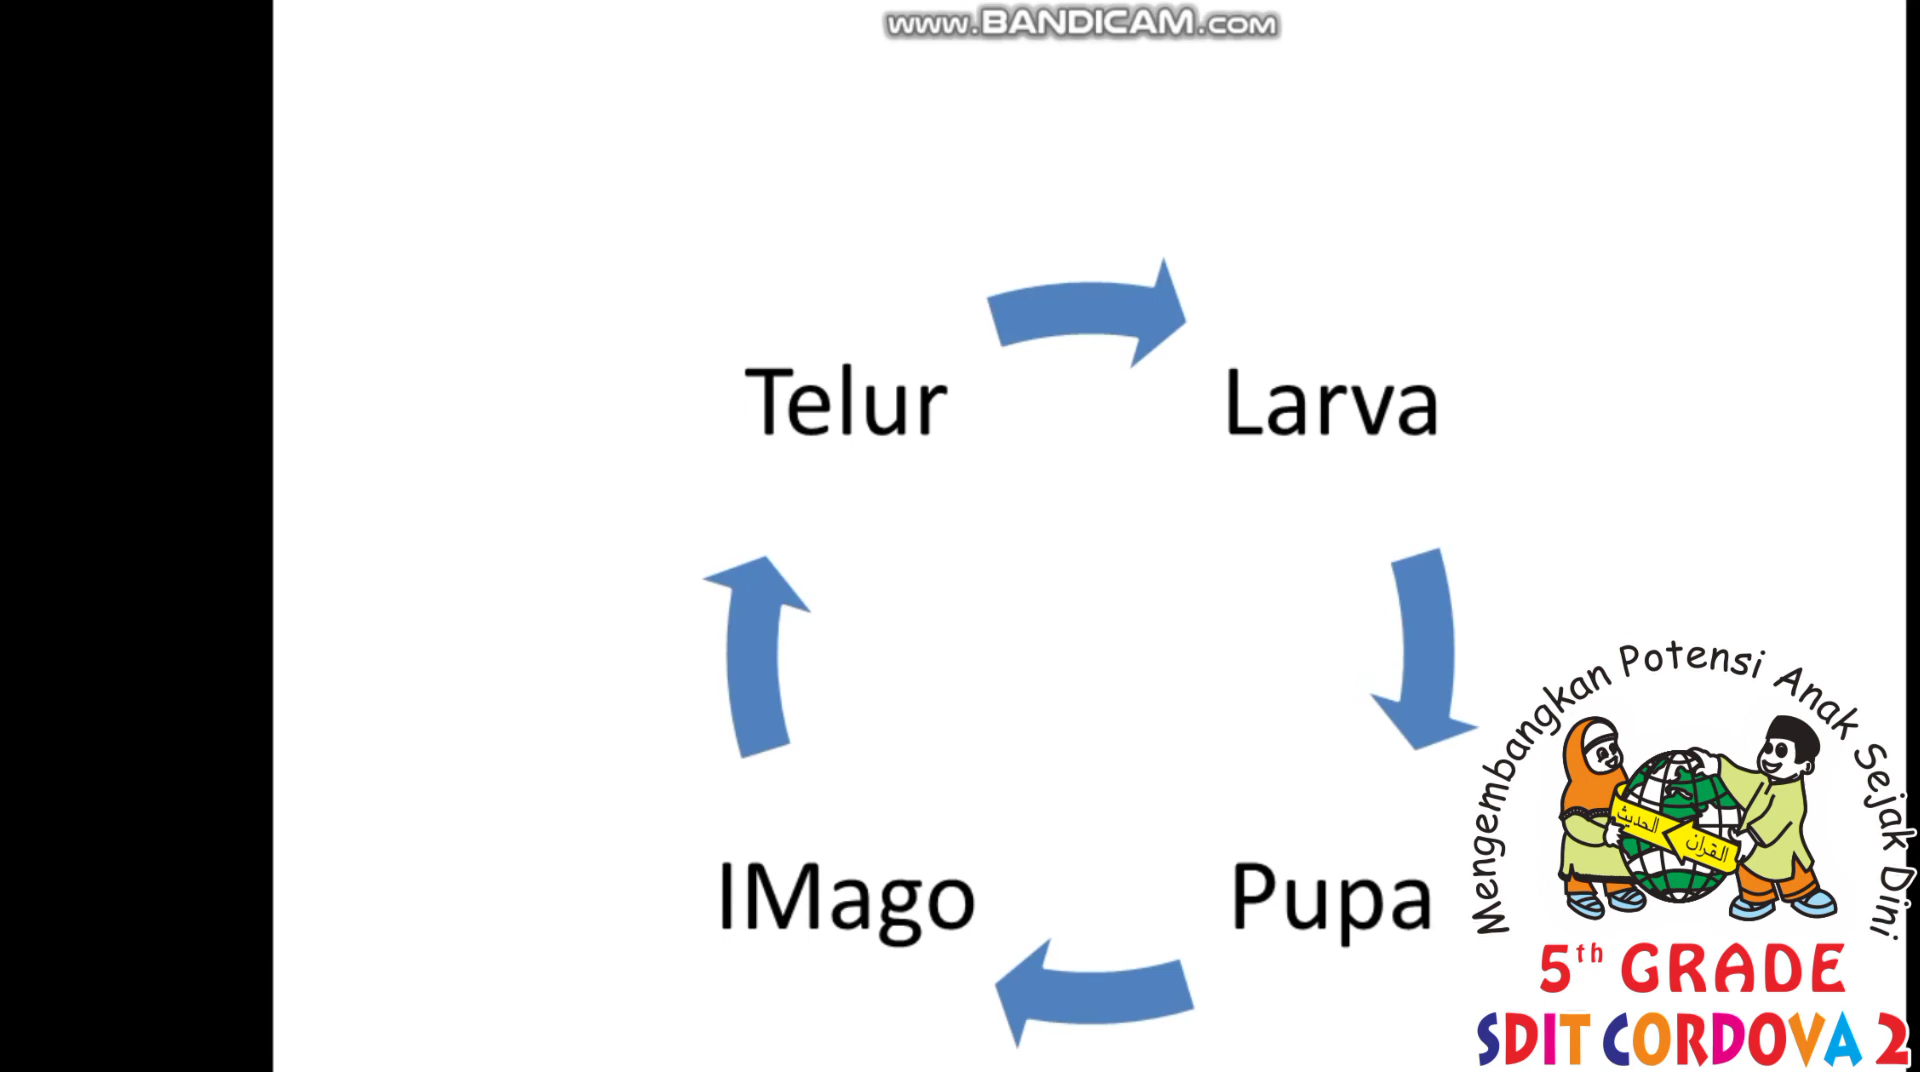 www.BANDICAM.com
Telur
Larva
IMago
Pupa
Mengembangkan Potensi Anak Sejak Dini
الحديث
القرآن
5th GRADE
SDIT CORDOVA 2